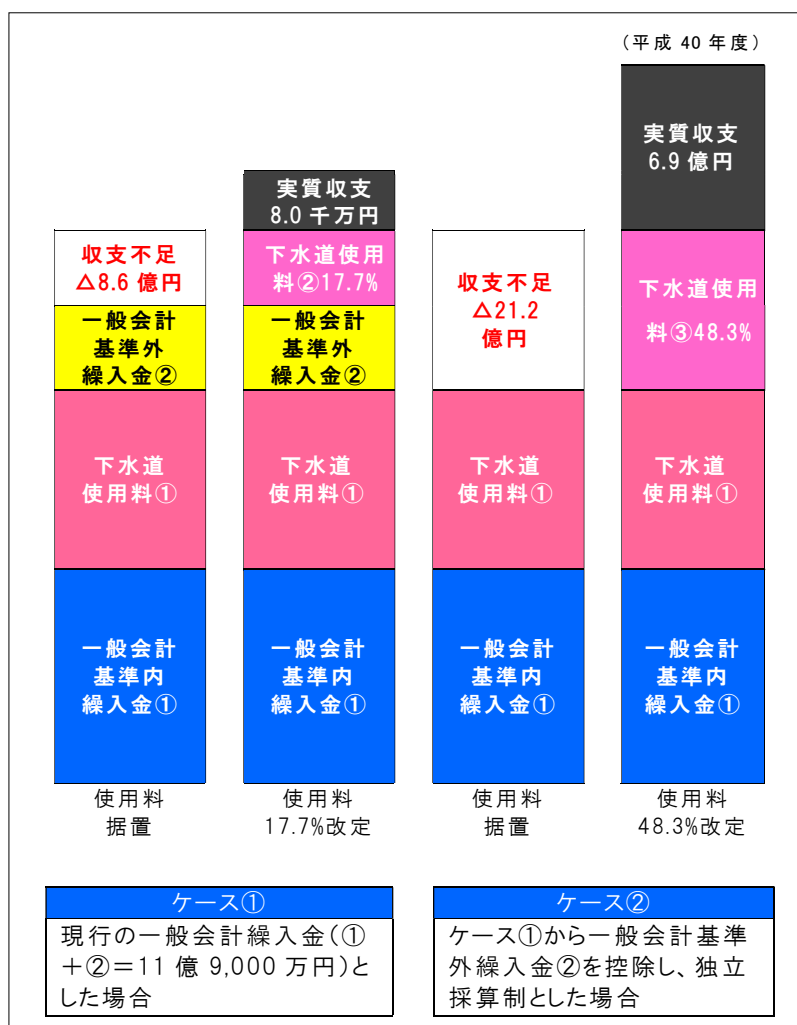 (平成 40 年度)
収支不足
△8.6 億円
一般会計
基準外
繰入金②
下水道
使用料①
一般会計
基準内
繰入金①
使用料
据置
実質収支
8.0 千万円
下水道使用
料②17.7%
一般会計
基準外
繰入金②
下水道
使用料①
一般会計
基準内
繰入金①
使用料
17.7%改定
収支不足
△21.2
億円
下水道
使用料①
一般会計
基準内
繰入金①
使用料
据置
実質収支
6.9 億円
下水道使用
料③48.3%
下水道
使用料①
一般会計
基準内
繰入金①
使用料
48.3%改定
ケース①
現行の一般会計繰入金(①
+②=11 億 9,000 万円)と
した場合
ケース②
ケース①から一般会計基準
外繰入金②を控除し、独立
採算制とした場合